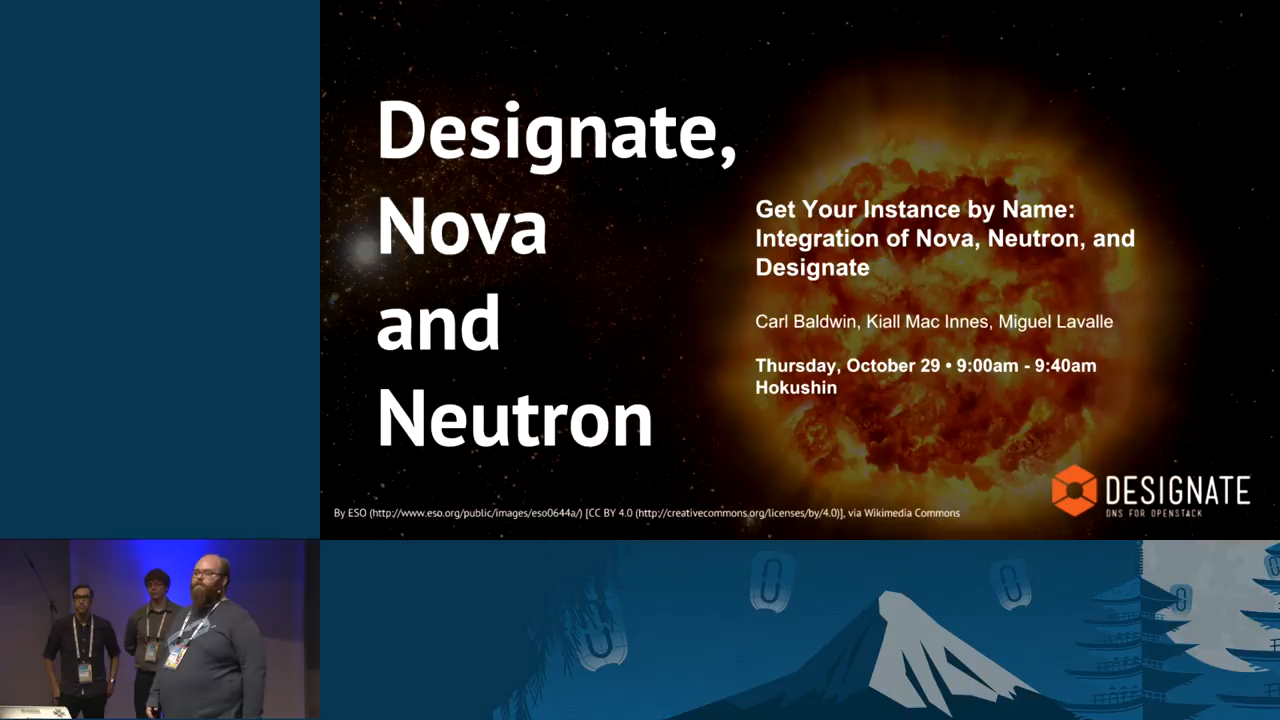 Designate,
Nova
and
Neutron
Get Your Instance by Name:
Integration of Nova, Neutron, and
Designate
Carl Baldwin, Kiall Mac Innes, Miguel Lavalle
Thursday, October 29 • 9:00am - 9:40am
Hokushin
DESIGNATE
DNS FOR OPENSTACK
By ESO (http://www.eso.org/public/images/eso0644a/) [CC BY 4.0 (http://creativecommons.org/licenses/by/4.0)], via Wikimedia Commons